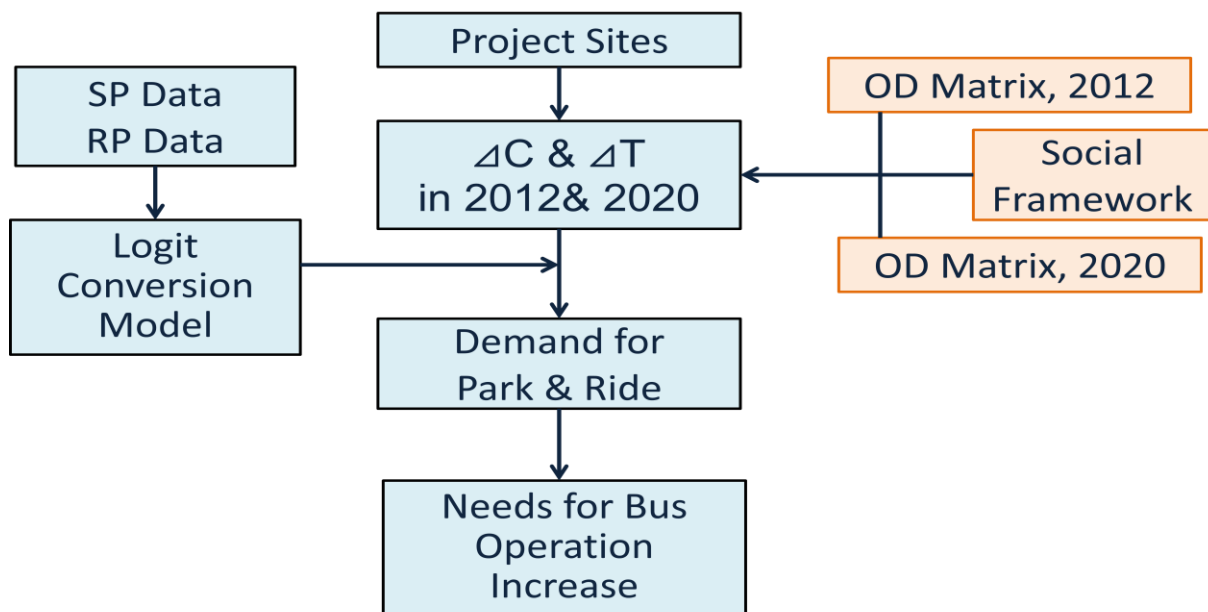 Project Sites
SP Data
RP Data
OD Matrix, 2012
⊿C & ⊿T
in 2012& 2020
Social
Framework
Logit
Conversion
Model
OD Matrix, 2020
Demand for
Park & Ride
Needs for Bus
Operation
Increase